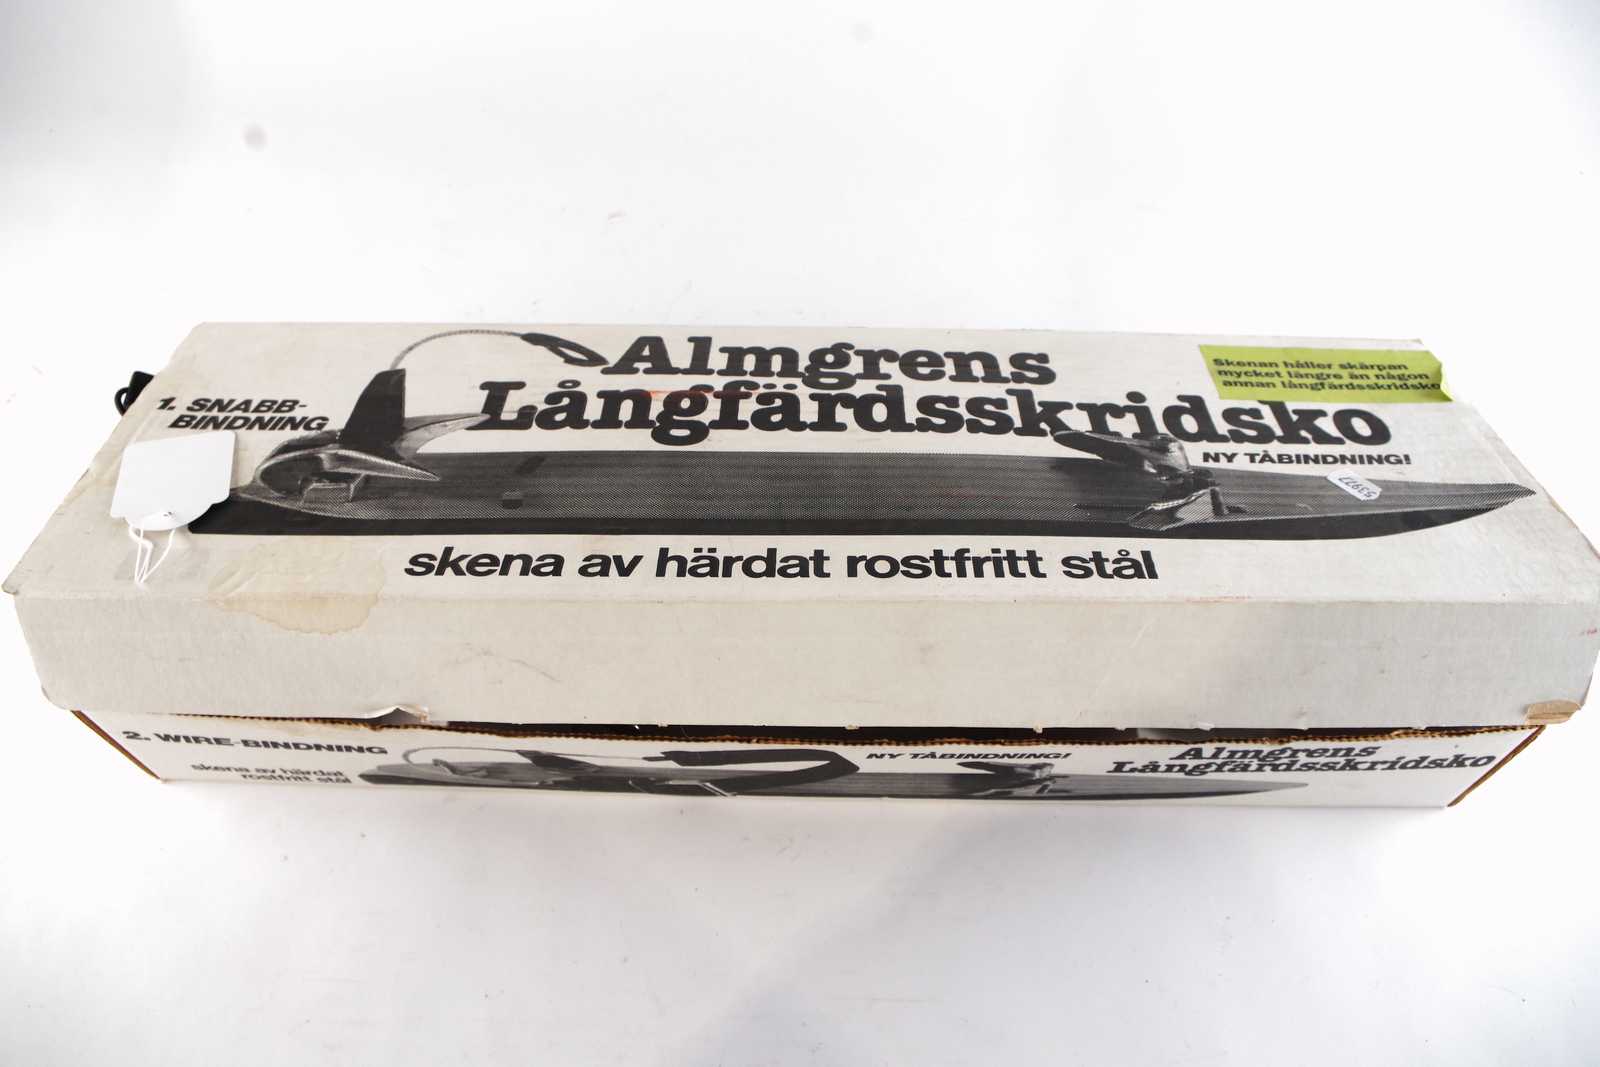 Almgrens
Långfärdsskridsko
1. SNABB-
BINDNING
Skenan håller skärpan
mycket längre än någon
annan långfärdsskridsko
NY TÅBINDNING!
53977
skena av härdat rostfritt stål
2. WIRE-BINDNING
skena av härdat
rostfritt stål
NY TÅBINDNING!
Almgrens
Långfärdsskridsko